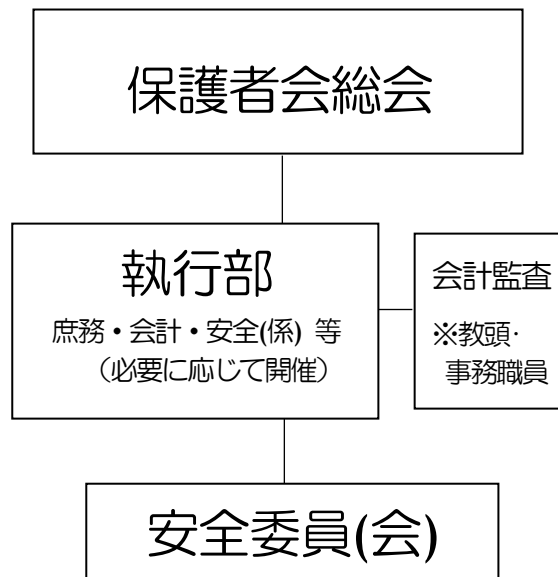 保護者会総会
執行部
庶務・会計・安全(係) 等
（必要に応じて開催）
会計監査
※教頭・
事務職員
安全委員(会)